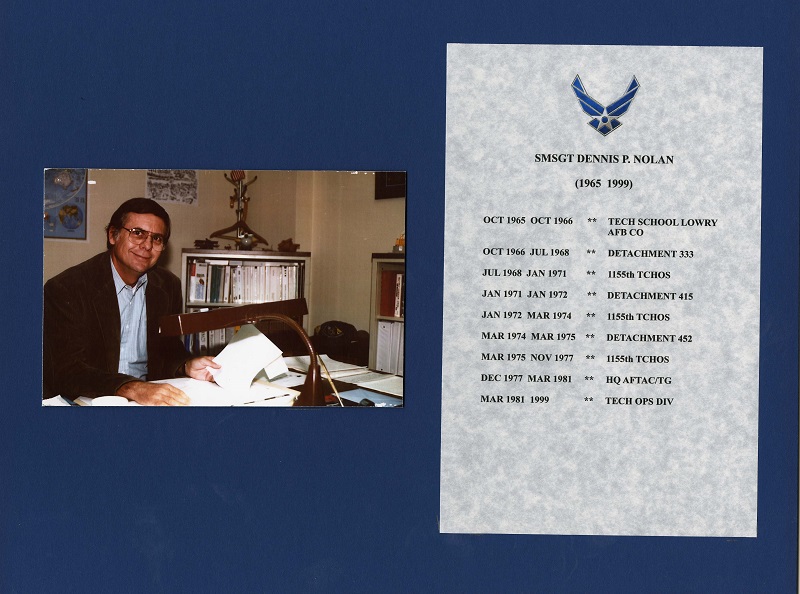 SMSGT DENNIS P. NOLAN
(1965 1999)
OCT 1965 OCT 1966 ** TECH SCHOOL LOWRY
AFB CO
OCT 1966 JUL 1968 ** DETACHMENT 333
JUL 1968 JAN 1971 ** 1155th TCHOS
JAN 1971 JAN 1972 ** DETACHMENT 415
JAN 1972 MAR 1974 ** 1155th TCHOS
MAR 1974 MAR 1975 ** DETACHMENT 452
MAR 1975 NOV 1977 ** 1155th TCHOS
DEC 1977 MAR 1981 ** HQ AFTAC/TG
MAR 1981 1999 ** TECH OPS DIV